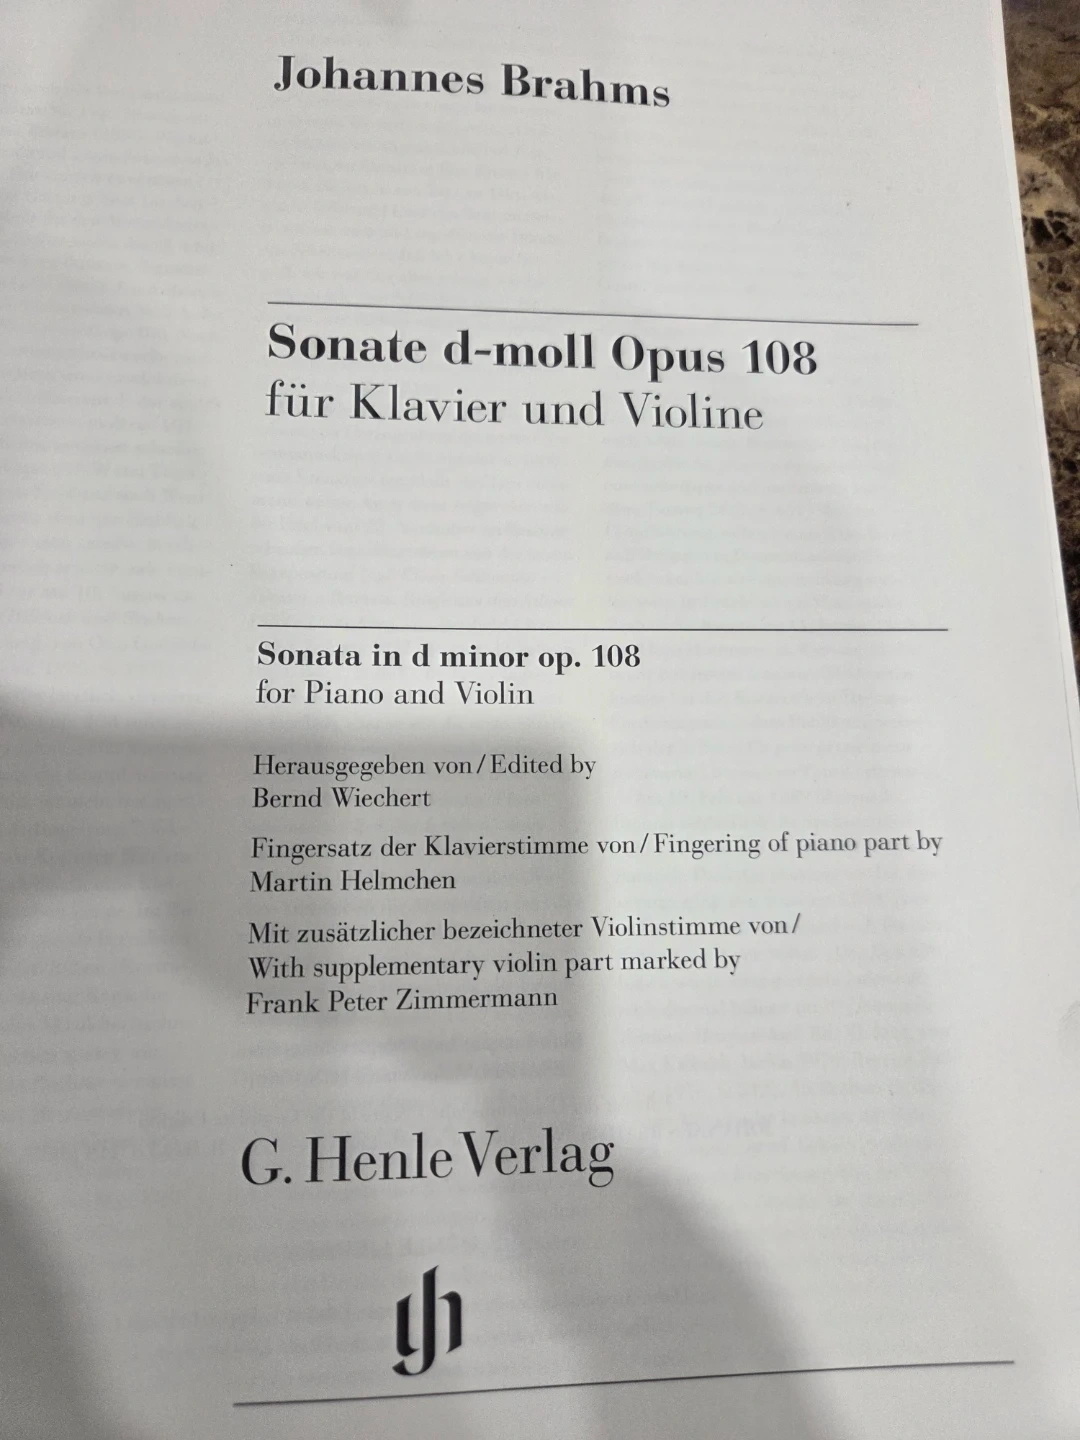 Johannes Brahms
Sonate d-moll Opus 108
für Klavier und Violine
Sonata in d minor op. 108
for Piano and Violin
Herausgegeben von / Edited by
Bernd Wiechert
Fingersatz der Klavierstimme von / Fingering of piano part by
Martin Helmchen
Mit zusätzlicher bezeichneter Violinstimme von /
With supplementary violin part marked by
Frank Peter Zimmermann
G. Henle Verlag